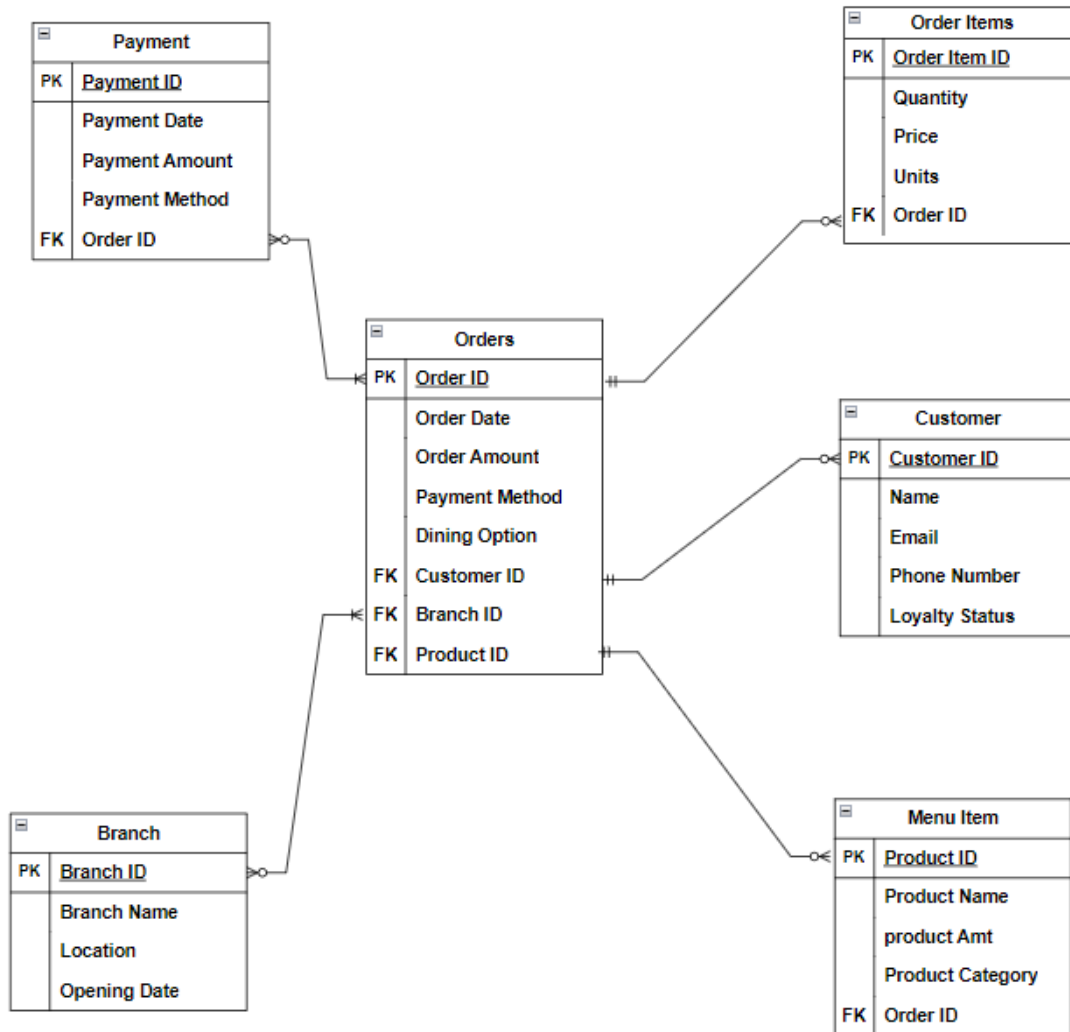 Payment
PK Payment ID
Payment Date
Payment Amount
Payment Method
FK Order ID
Order Items
PK Order Item ID
Quantity
Price
Units
FK Order ID
Orders
PK Order ID
Order Date
Order Amount
Payment Method
Dining Option
FK Customer ID
FK Branch ID
FK Product ID
Customer
PK Customer ID
Name
Email
Phone Number
Loyalty Status
Branch
PK Branch ID
Branch Name
Location
Opening Date
Menu Item
PK Product ID
Product Name
product Amt
Product Category
FK Order ID